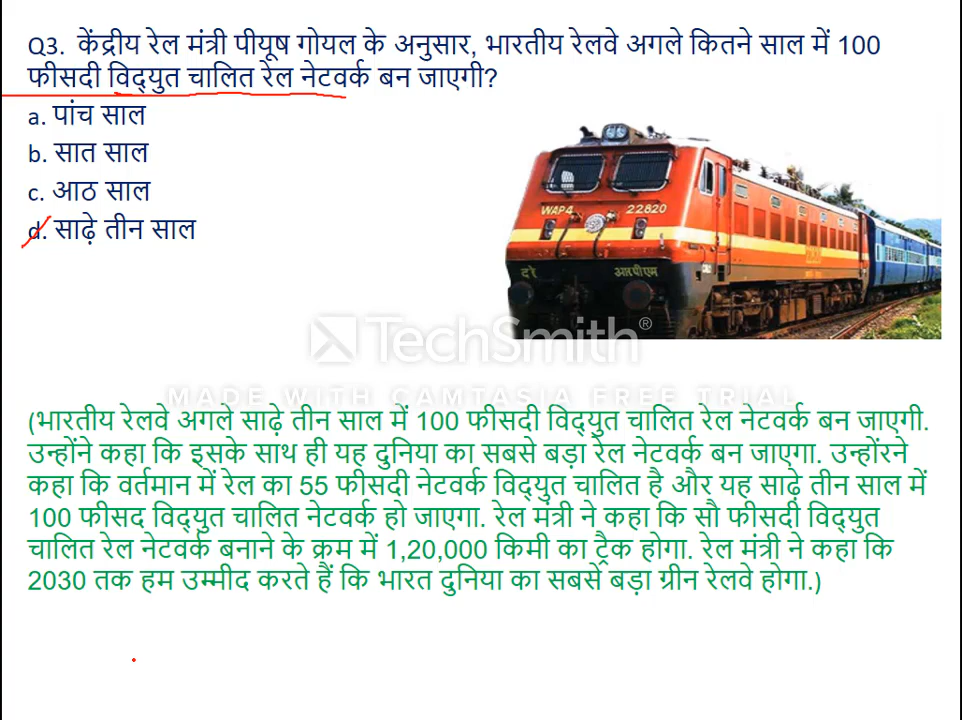 Q3. केंद्रीय रेल मंत्री पीयूष गोयल के अनुसार, भारतीय रेलवे अगले कितने साल में 100
फीसदी विद्युत चालित रेल नेटवर्क बन जाएगी?
a. पांच साल
b. सात साल
c. आठ साल
d. साढ़े तीन साल
WAP4 22820
द रे आरपीएम
TechSmith®
MADE WITH CAMTASIA FREE TRIAL
(भारतीय रेलवे अगले साढ़े तीन साल में 100 फीसदी विद्युत चालित रेल नेटवर्क बन जाएगी.
उन्होंने कहा कि इसके साथ ही यह दुनिया का सबसे बड़ा रेल नेटवर्क बन जाएगा. उन्होंरने
कहा कि वर्तमान में रेल का 55 फीसदी नेटवर्क विद्युत चालित है और यह साढ़े तीन साल में
100 फीसद विद्युत चालित नेटवर्क हो जाएगा. रेल मंत्री ने कहा कि सौ फीसदी विद्युत
चालित रेल नेटवर्क बनाने के क्रम में 1,20,000 किमी का ट्रैक होगा. रेल मंत्री ने कहा कि
2030 तक हम उम्मीद करते हैं कि भारत दुनिया का सबसे बड़ा ग्रीन रेलवे होगा.)